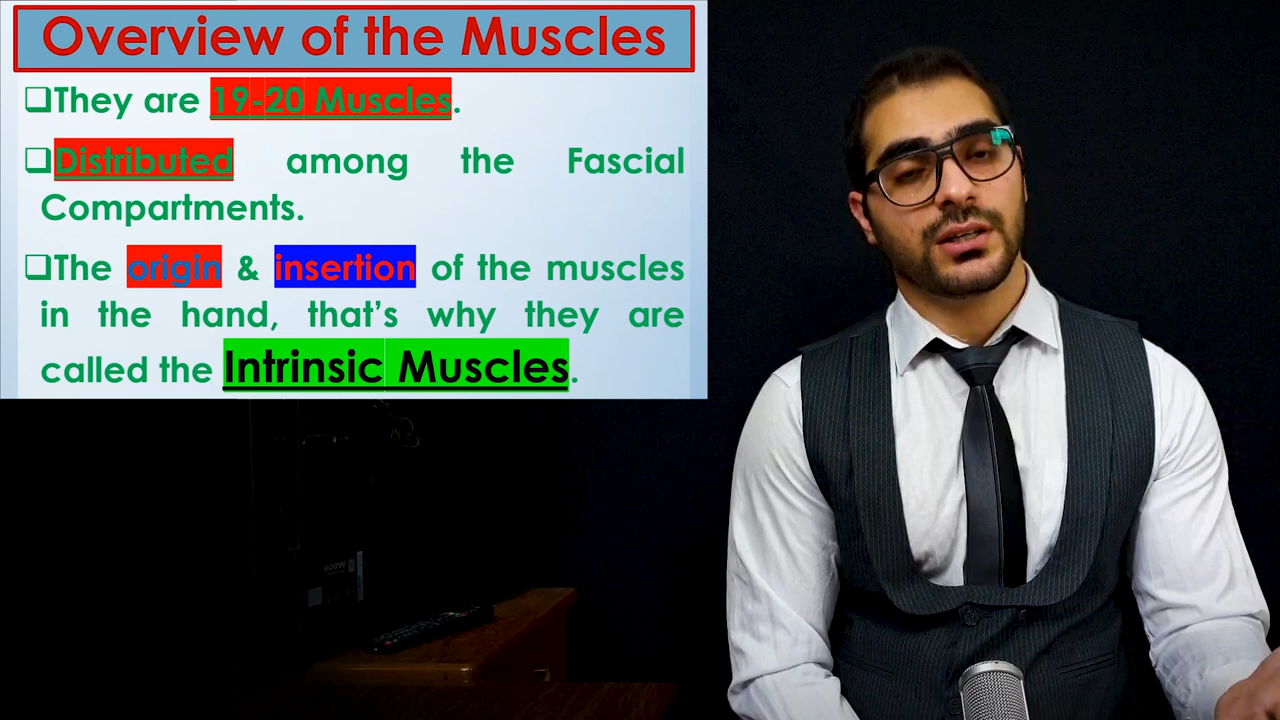 Overview of the Muscles
❑They are 19-20 Muscles.
❑Distributed among the Fascial
Compartments.
❑The origin & insertion of the muscles
in the hand, that's why they are
called the Intrinsic Muscles.